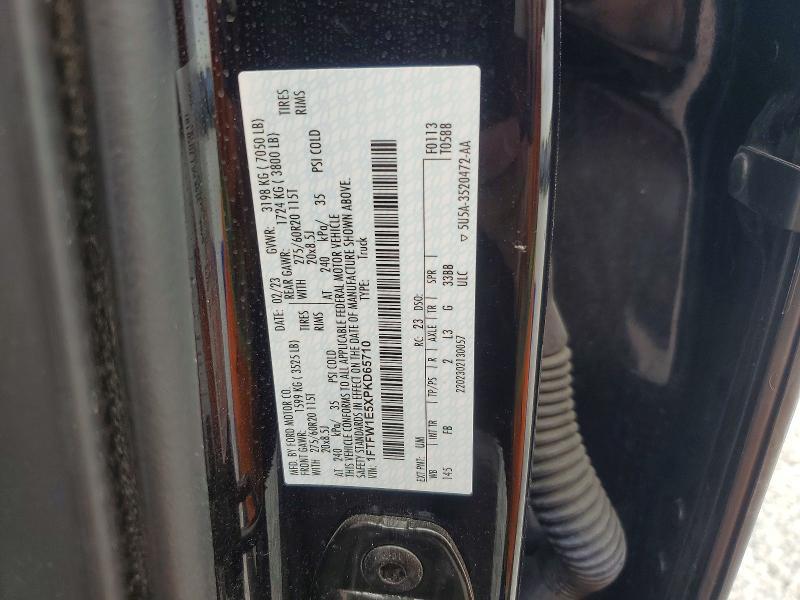 MFD. BY FORD MOTOR CO.
DATE: 02/23 GVWR: 3198 KG ( 7050 LB)
FRONT GAWR: 1599 KG ( 3525 LB) REAR GAWR: 1724 KG ( 3800 LB)
WITH 275/60R20 115T TIRES WITH 275/60R20 115T TIRES
20x8.5J RIMS 20x8.5J RIMS
AT 240 kPa/ 35 PSI COLD AT 240 kPa/ 35 PSI COLD
THIS VEHICLE CONFORMS TO ALL APPLICABLE FEDERAL MOTOR VEHICLE
SAFETY STANDARDS IN EFFECT ON THE DATE OF MANUFACTURE SHOWN ABOVE.
VIN: 1FTFW1E5XPKD65710 TYPE: Truck
F0113
T0588
EXT PNT: UM RC: 23 DSO:
WB INT TR TP/PS R AXLE TR SPR
145 FB 2 L3 G 33BB
2202302130057 ULC
▽ 5U5A-3520472-AA